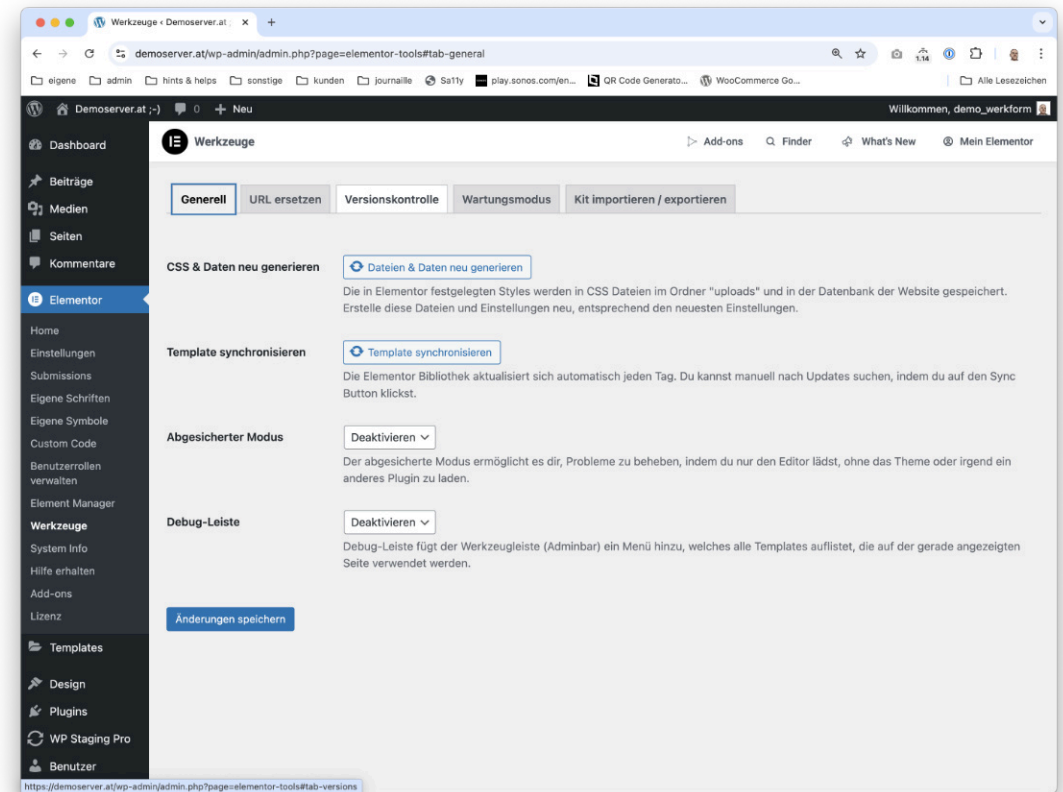 Werkzeuge ‹ Demoserver.at ;
demoserver.at/wp-admin/admin.php?page=elementor-tools#tab-general
1.14
eigene admin hints & helps sonstige kunden journaille Sa11y play.sonos.com/en... QR Code Generato... WooCommerce Go... Alle Lesezeichen
Demoserver.at ;-) 0 + Neu Willkommen, demo_werkform
Dashboard
Beiträge
Medien
Seiten
Kommentare
Elementor
Home
Einstellungen
Submissions
Eigene Schriften
Eigene Symbole
Custom Code
Benutzerrollen
verwalten
Element Manager
Werkzeuge
System Info
Hilfe erhalten
Add-ons
Lizenz
Templates
Design
Plugins
WP Staging Pro
Benutzer
Werkzeuge Add-ons Finder What's New Mein Elementor
Generell URL ersetzen Versionskontrolle Wartungsmodus Kit importieren / exportieren
CSS & Daten neu generieren Dateien & Daten neu generieren
Die in Elementor festgelegten Styles werden in CSS Dateien im Ordner "uploads" und in der Datenbank der Website gespeichert.
Erstelle diese Dateien und Einstellungen neu, entsprechend den neuesten Einstellungen.
Template synchronisieren Template synchronisieren
Die Elementor Bibliothek aktualisiert sich automatisch jeden Tag. Du kannst manuell nach Updates suchen, indem du auf den Sync
Button klickst.
Abgesicherter Modus Deaktivieren
Der abgesicherte Modus ermöglicht es dir, Probleme zu beheben, indem du nur den Editor lädst, ohne das Theme oder irgend ein
anderes Plugin zu laden.
Debug-Leiste Deaktivieren
Debug-Leiste fügt der Werkzeugleiste (Adminbar) ein Menü hinzu, welches alle Templates auflistet, die auf der gerade angezeigten
Seite verwendet werden.
Änderungen speichern
https://demoserver.at/wp-admin/admin.php?page=elementor-tools#tab-versions